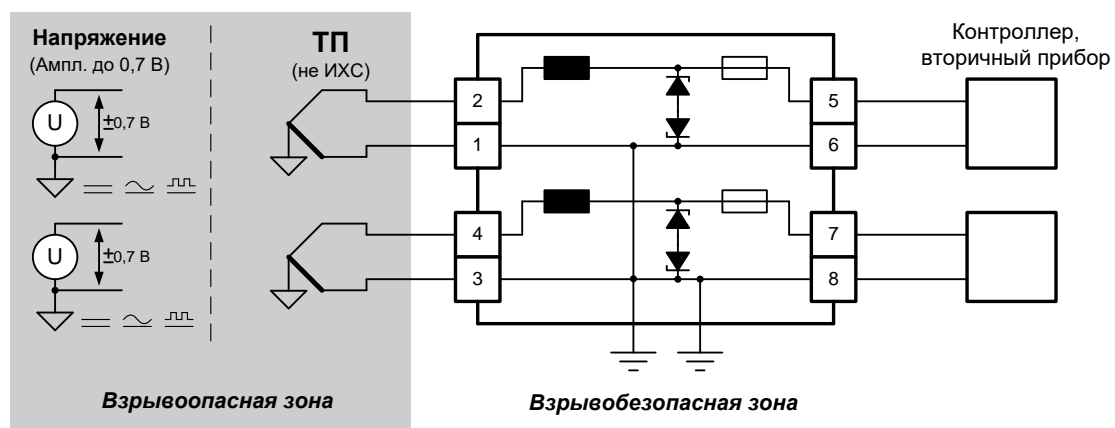 Напряжение
(Ампл. до 0,7 В)
ТП
(не ИХС)
Контроллер,
вторичный прибор
U
±0,7 В
2
1
5
6
U
±0,7 В
4
3
7
8
Взрывоопасная зона
Взрывобезопасная зона